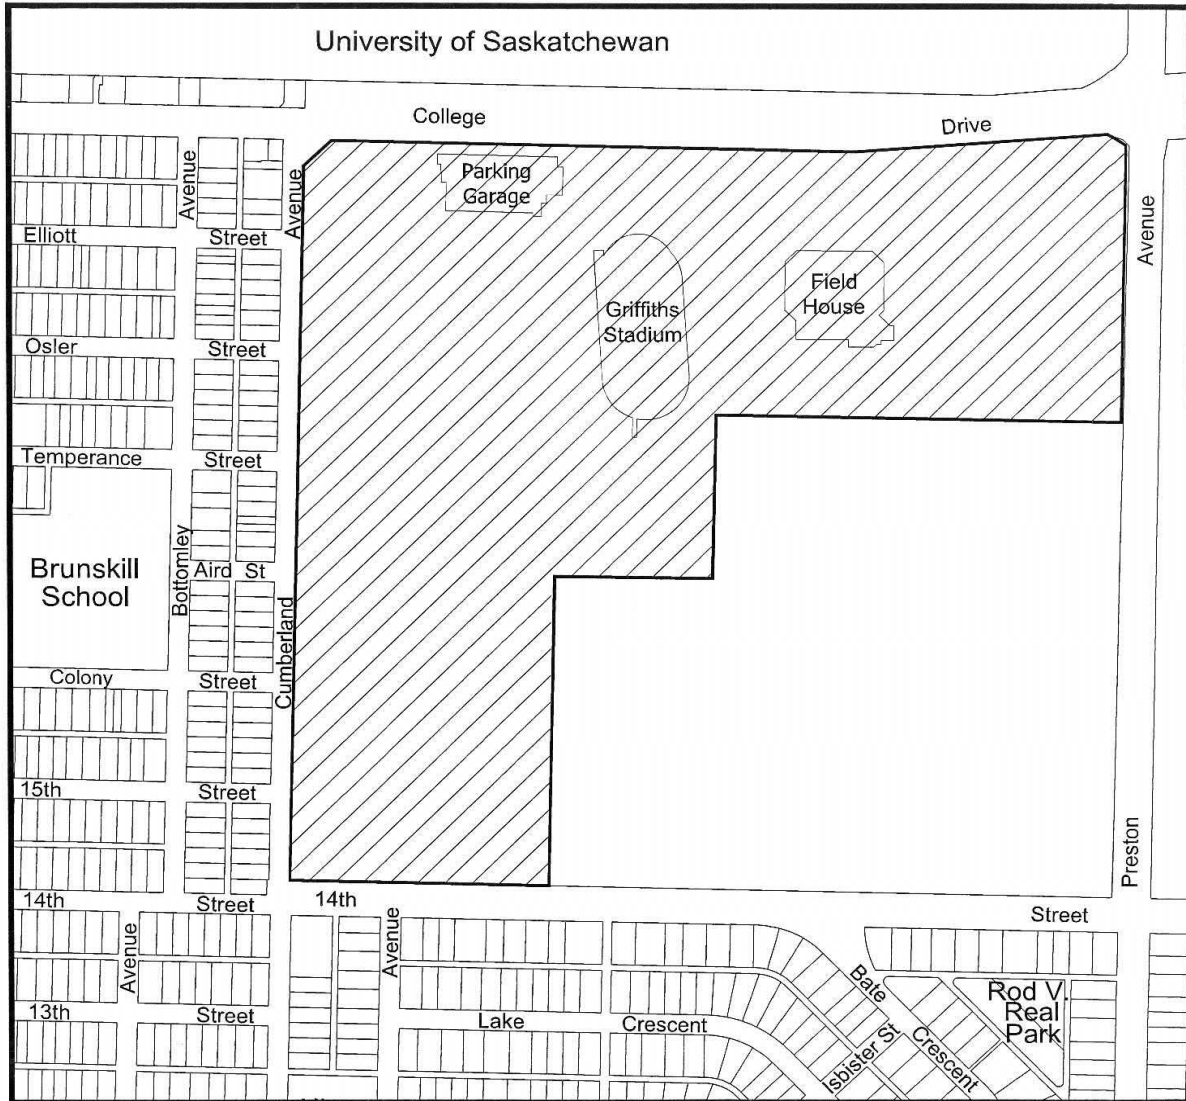 University of Saskatchewan
College
Drive
Parking
Garage
Avenue
Avenue
Avenue
Elliott
Street
Field
House
Griffiths
Stadium
Osler
Street
Temperance
Street
Brunskill
School
Bottomley
Aird St
Cumberland
Colony
Street
15th
Street
Preston
14th
Street
14th
Street
Avenue
Avenue
Bate
Crescent
Rod V.
Real
Park
13th
Street
Lake
Crescent
Isbister St